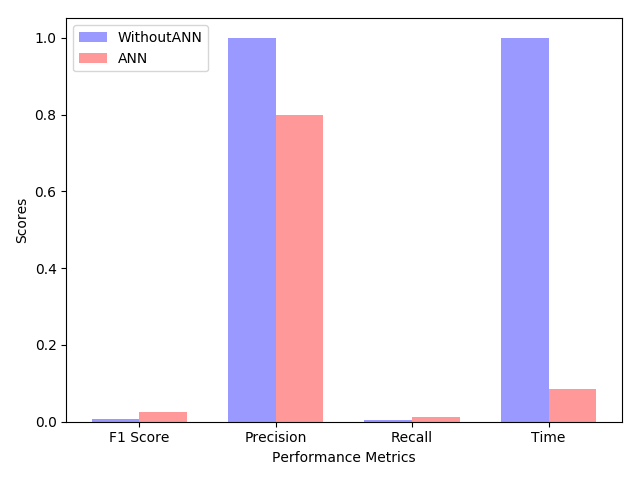 WithoutANN
ANN
Scores
1.0
0.8
0.6
0.4
0.2
0.0
F1 Score Precision Recall Time
Performance Metrics